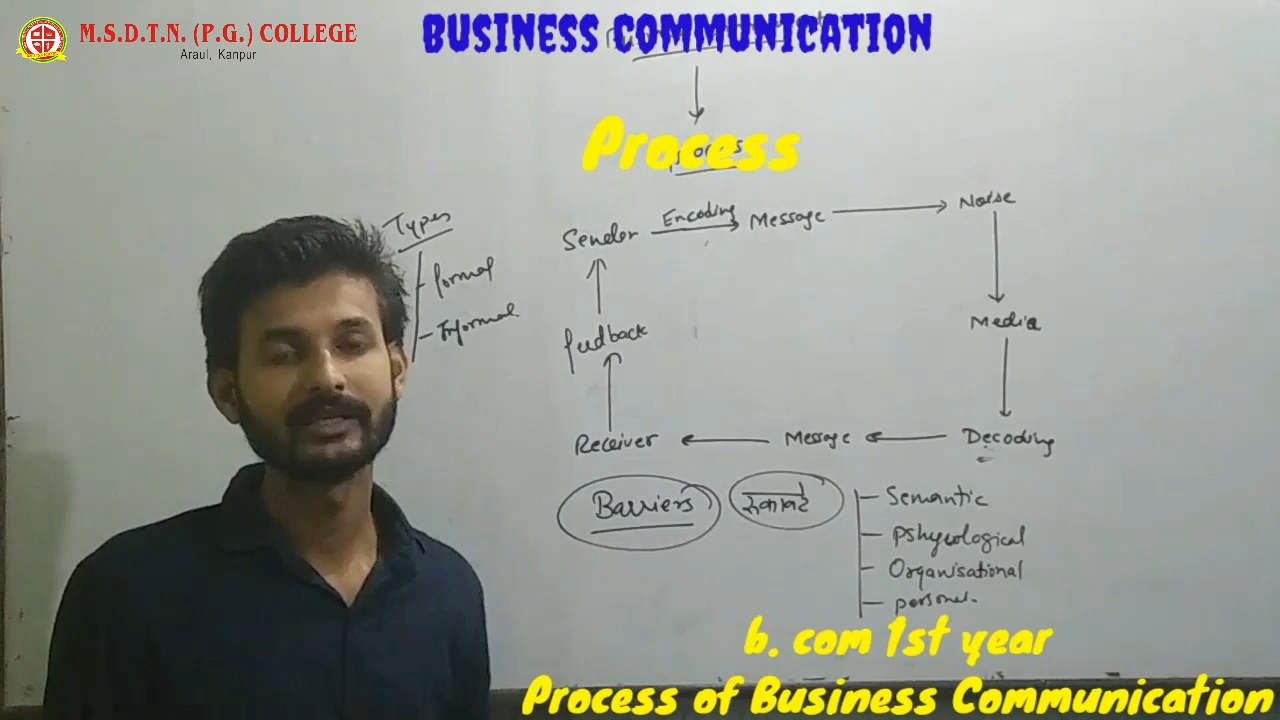 M.S.D.T.N. (P.G.) COLLEGE
Araul, Kanpur
BUSINESS COMMUNICATION
Process
Types
formal
Informal
Sender Encoding Message Noise
feedback
Media
Receiver Message Decoding
Barriers रुकावटे
Semantic
Pshycological
Organisational
personal
b. com 1st year
Process of Business Communication